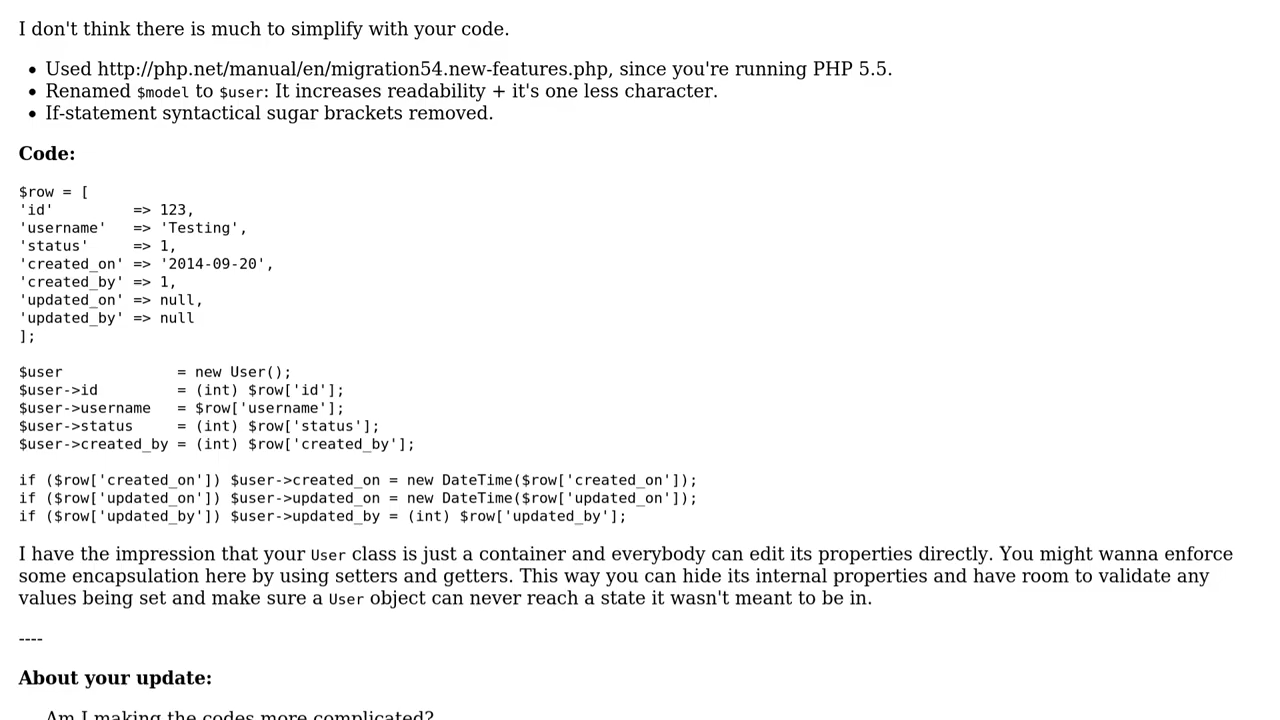 I don't think there is much to simplify with your code.
• Used http://php.net/manual/en/migration54.new-features.php, since you're running PHP 5.5.
• Renamed $model to $user: It increases readability + it's one less character.
• If-statement syntactical sugar brackets removed.
Code:
$row = [
'id'         => 123,
'username'   => 'Testing',
'status'     => 1,
'created_on' => '2014-09-20',
'created_by' => 1,
'updated_on' => null,
'updated_by' => null
];
$user             = new User();
$user->id         = (int) $row['id'];
$user->username   = $row['username'];
$user->status     = (int) $row['status'];
$user->created_by = (int) $row['created_by'];
if ($row['created_on']) $user->created_on = new DateTime($row['created_on']);
if ($row['updated_on']) $user->updated_on = new DateTime($row['updated_on']);
if ($row['updated_by']) $user->updated_by = (int) $row['updated_by'];
I have the impression that your User class is just a container and everybody can edit its properties directly. You might wanna enforce
some encapsulation here by using setters and getters. This way you can hide its internal properties and have room to validate any
values being set and make sure a User object can never reach a state it wasn't meant to be in.
----
About your update:
Am I making the codes more complicated?